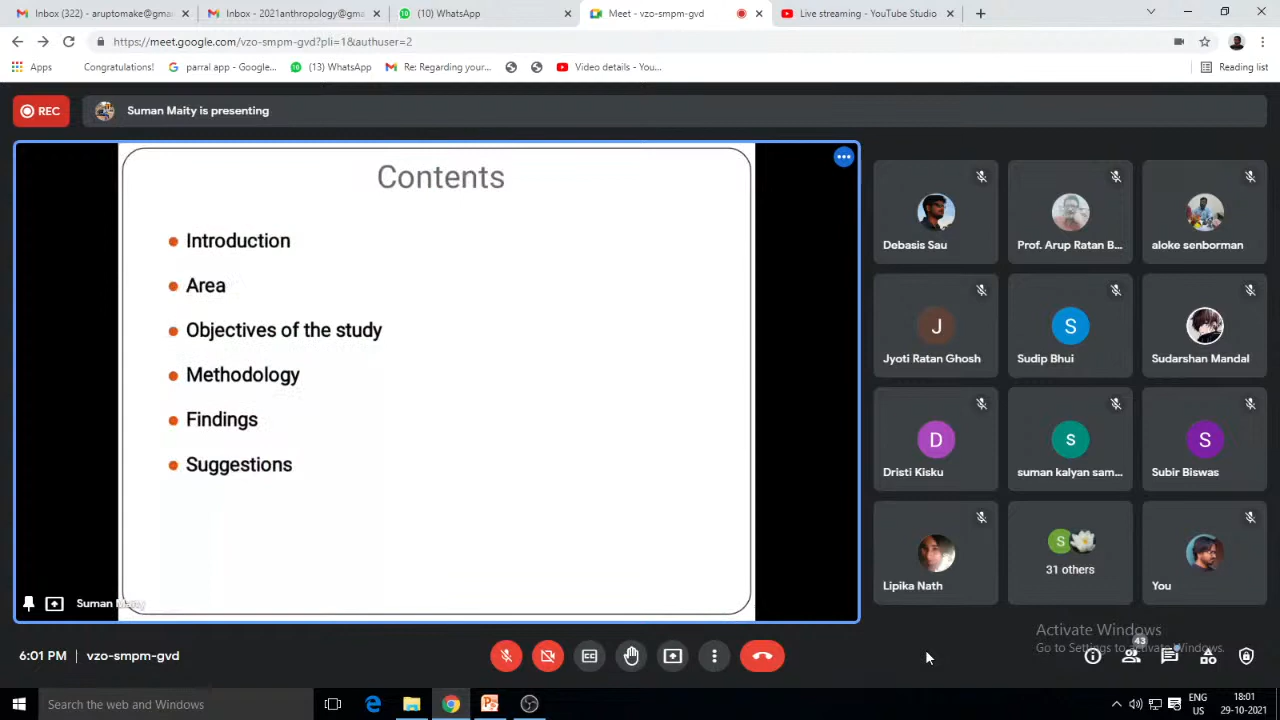 Inbox (322) - aruptomake@gmai
Inbox - 2021anthropology@gma
(10) WhatsApp
Meet - vzo-smpm-gvd
Live streaming - YouTube Studio
https://meet.google.com/vzo-smpm-gvd?pli=1&authuser=2
Apps
Congratulations!
parral app - Google...
(13) WhatsApp
Re: Regarding your...
Video details - You...
Reading list
REC
Suman Maity is presenting
Contents
Introduction
Area
Objectives of the study
Methodology
Findings
Suggestions
Suman Maity
Debasis Sau
Prof. Arup Ratan B...
aloke senborman
J
Jyoti Ratan Ghosh
S
Sudip Bhui
Sudarshan Mandal
D
Dristi Kisku
s
suman kalyan sam...
S
Subir Biswas
Lipika Nath
S
31 others
You
6:01 PM | vzo-smpm-gvd
43
Activate Windows
Go to Settings to activate Windows.
Search the web and Windows
ENG
US
18:01
29-10-2021